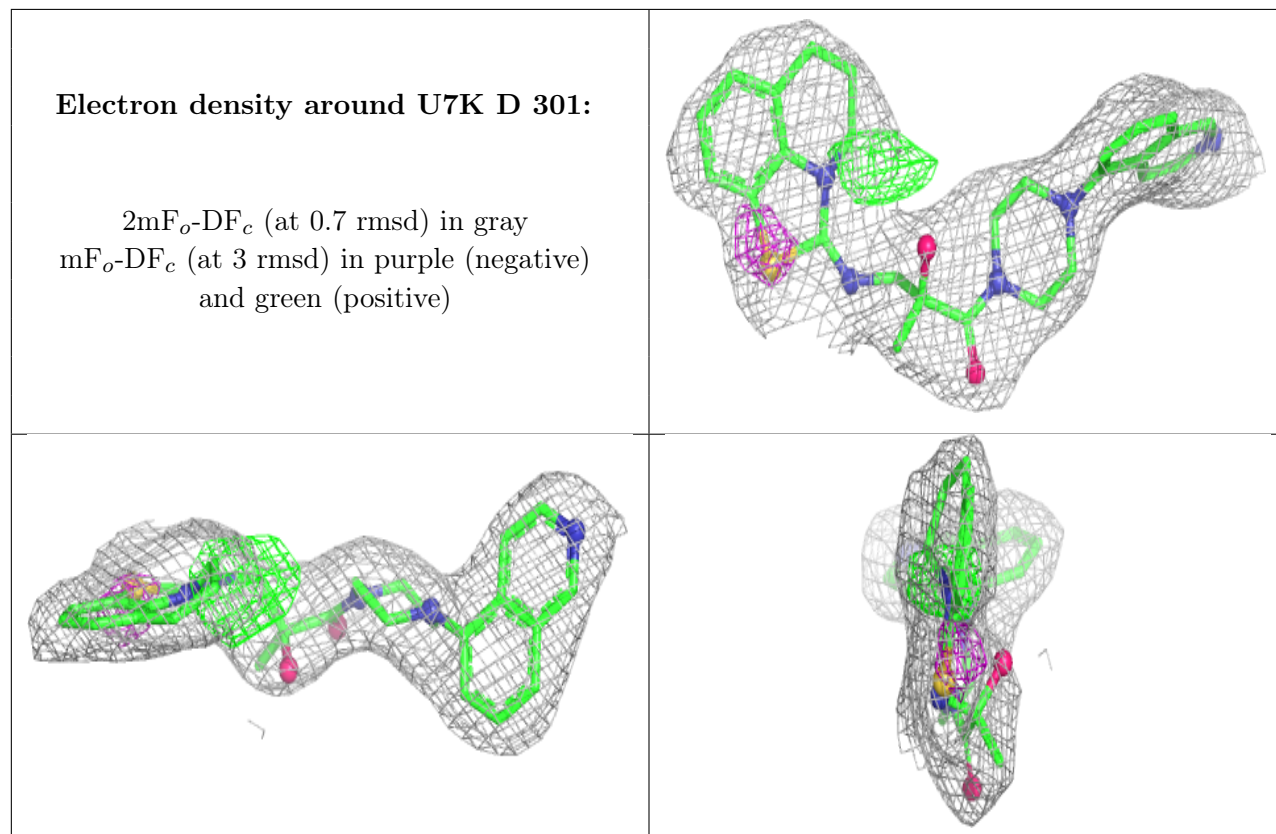 Electron density around U7K D 301:
2mFo-DFc (at 0.7 rmsd) in gray
mFo-DFc (at 3 rmsd) in purple (negative)
and green (positive)